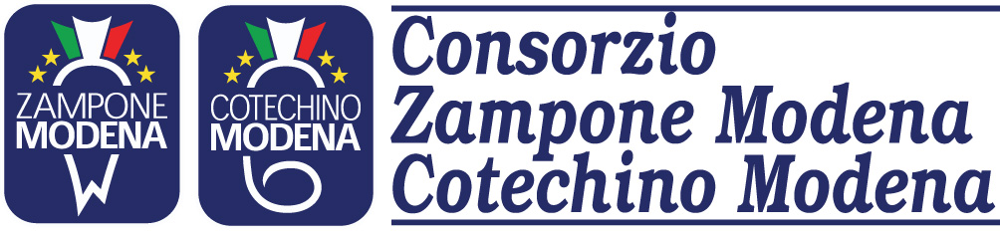 ZAMPONE
MODENA
COTECHINO
MODENA
Consorzio
Zampone Modena
Cotechino Modena